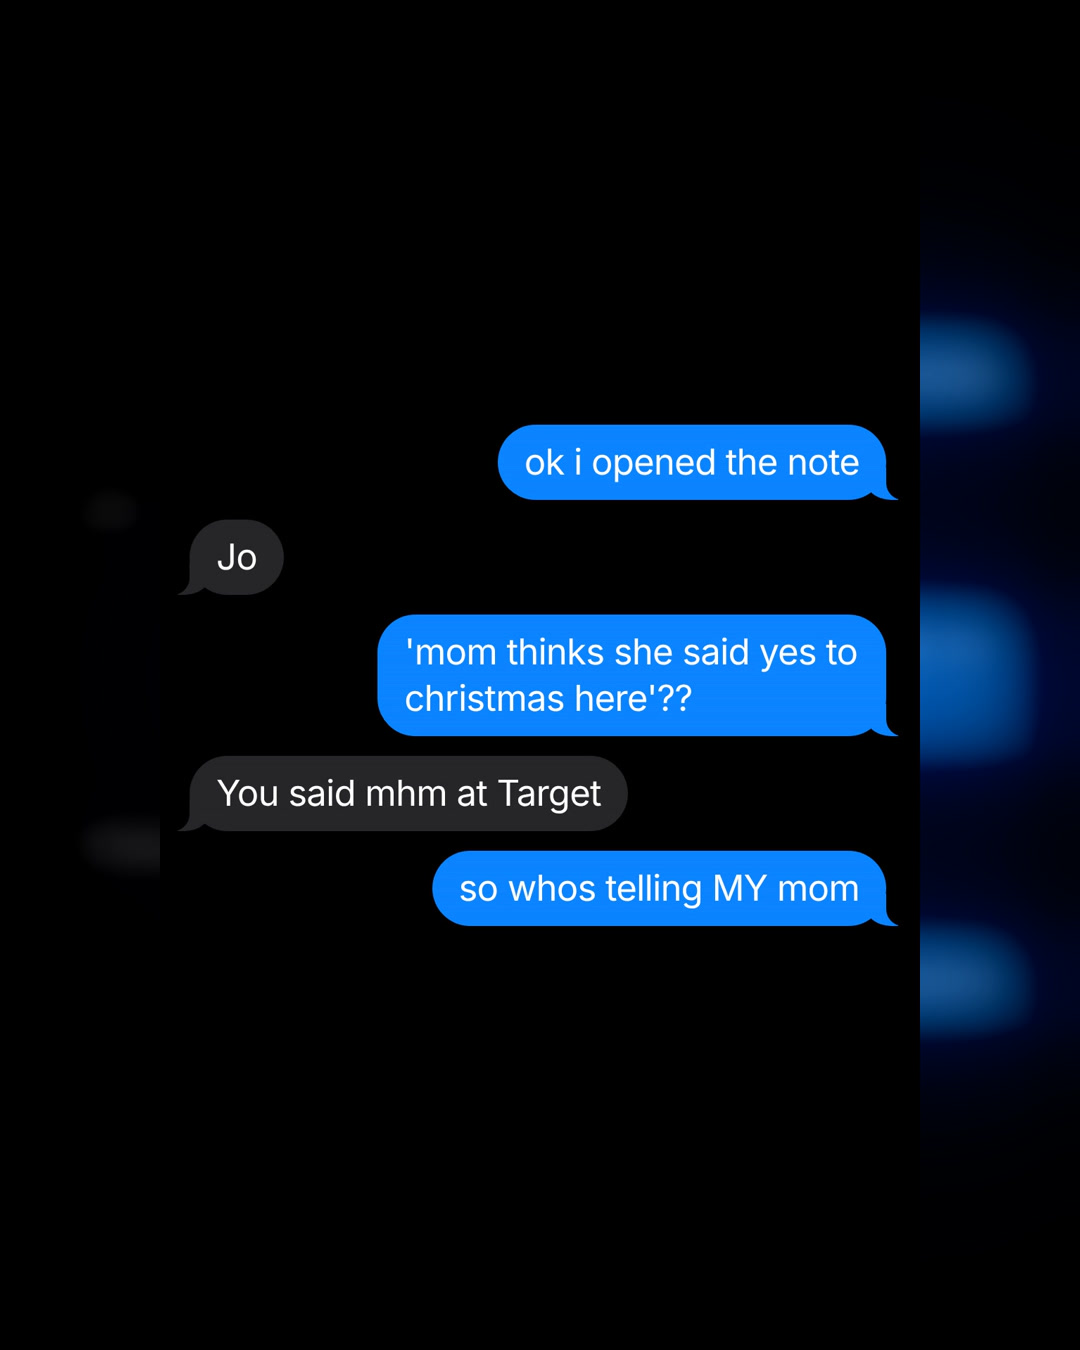 ok i opened the note
Jo
'mom thinks she said yes to
christmas here'??
You said mhm at Target
so whos telling MY mom